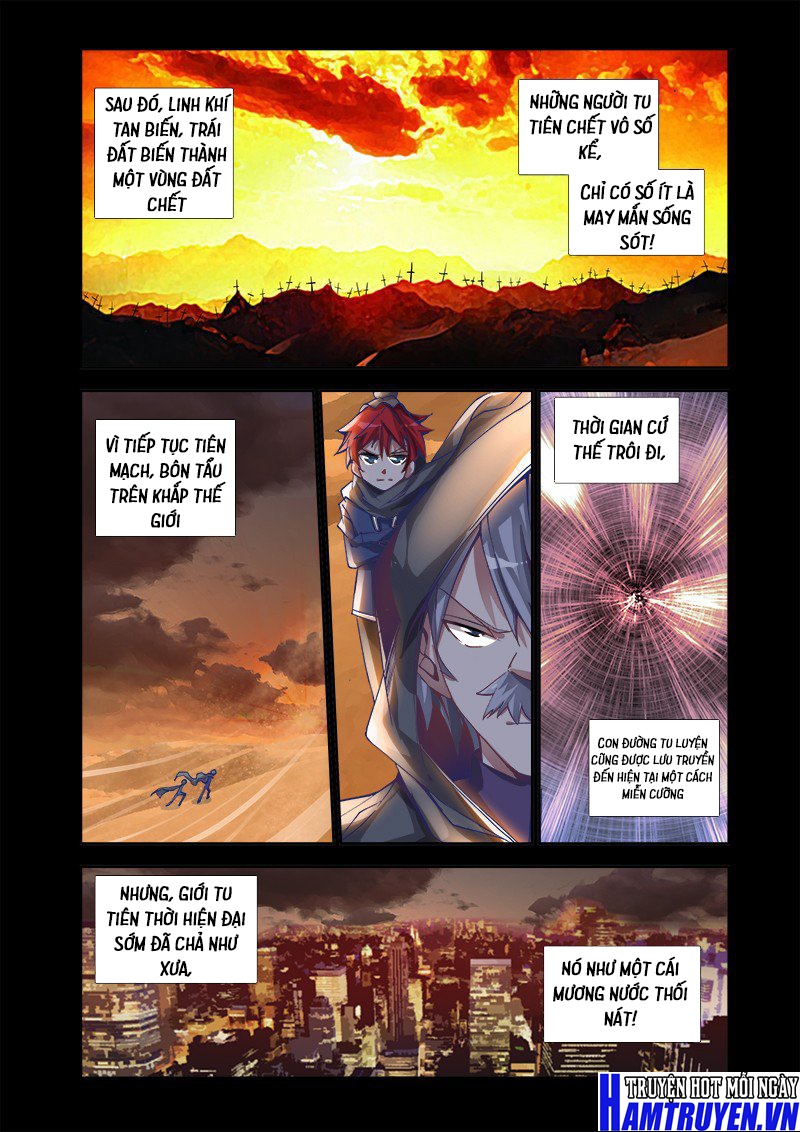 SAU ĐÓ, LINH KHÍ
TAN BIẾN, TRÁI
ĐẤT BIẾN THÀNH
MỘT VÙNG ĐẤT
CHẾT
NHỮNG NGƯỜI TU
TIÊN CHẾT VÔ SỐ
KỂ,
CHỈ CÓ SỐ ÍT LÀ
MAY MẮN SỐNG
SÓT!
VÌ TIẾP TỤC TIÊN
MẠCH, BÔN TẨU
TRÊN KHẮP THẾ
GIỚI
THỜI GIAN CỨ
THẾ TRÔI ĐI,
CON ĐƯỜNG TU LUYỆN
CŨNG ĐƯỢC LƯU TRUYỀN
ĐẾN HIỆN TẠI MỘT CÁCH
MIỄN CƯỠNG
NHƯNG, GIỚI TU
TIÊN THỜI HIỆN ĐẠI
SỚM ĐÃ CHẢ NHƯ
XƯA,
NÓ NHƯ MỘT CÁI
MƯƠNG NƯỚC THỐI
NÁT!
TRUYỆN HOT MỖI NGÀY
HAMTRUYEN.VN